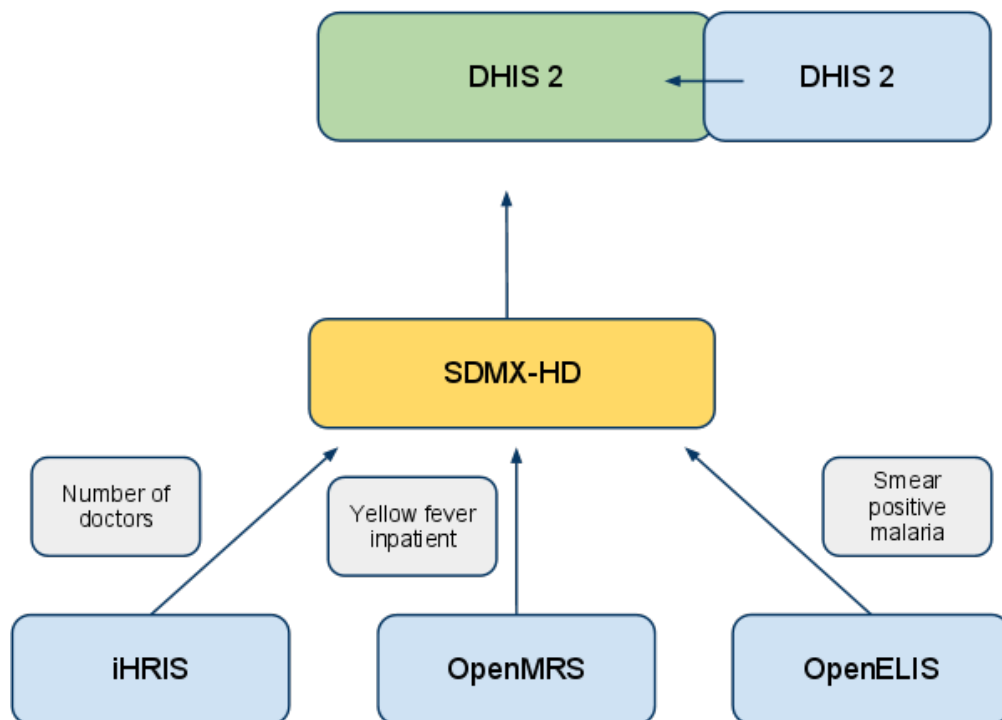 DHIS 2
DHIS 2
SDMX-HD
Number of
doctors
Yellow fever
inpatient
Smear
positive
malaria
iHRIS
OpenMRS
OpenELIS